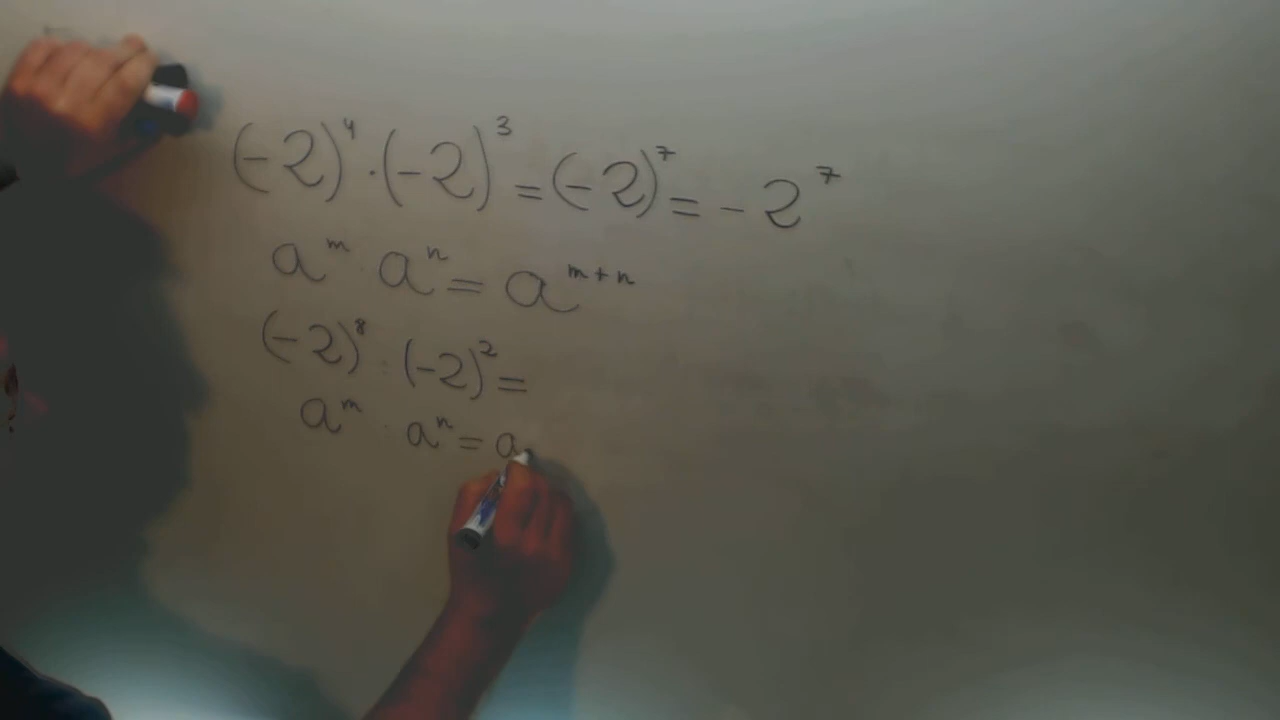 (-2)⁴·(-2)³=(-2)⁷=-2⁷
aᵐ·aⁿ=aᵐ⁺ⁿ
(-2)⁸:(-2)²=
aᵐ:aⁿ=a